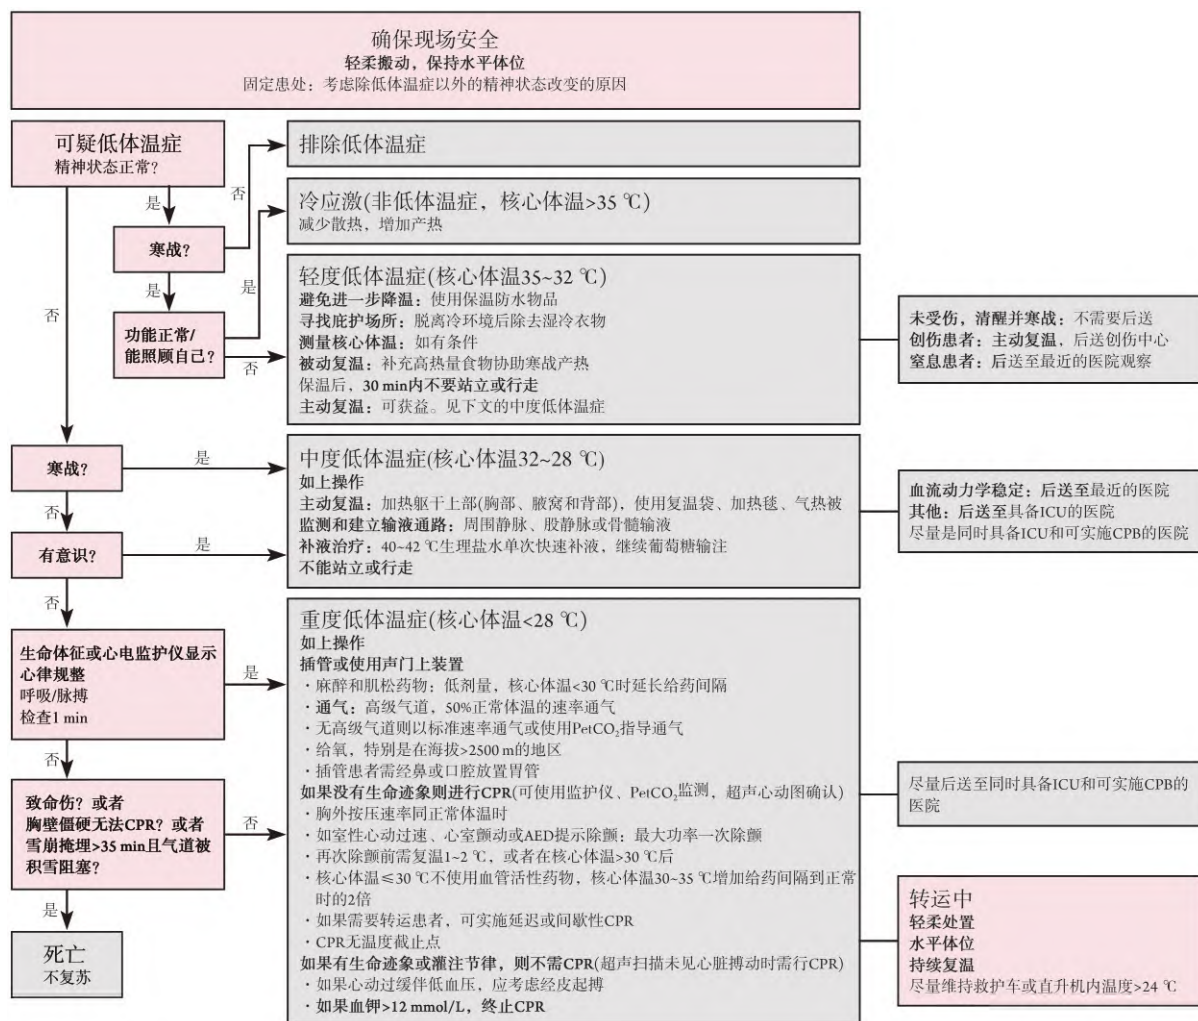 确保现场安全
轻柔搬动，保持水平体位
固定患处：考虑除低体温症以外的精神状态改变的原因
可疑低体温症
精神状态正常？
否
排除低体温症
是
寒战？
冷应激(非低体温症，核心体温>35 ℃)
减少散热，增加产热
是
是
否
功能正常/
能照顾自己？
否
轻度低体温症(核心体温35~32 ℃)
避免进一步降温：使用保温防水物品
寻找庇护场所：脱离冷环境后除去湿冷衣物
测量核心体温：如有条件
被动复温：补充高热量食物协助寒战产热
保温后，30 min内不要站立或行走
主动复温：可获益。见下文的中度低体温症
未受伤，清醒并寒战：不需要后送
创伤患者：主动复温，后送创伤中心
窒息患者：后送至最近的医院观察
寒战？
是
否
有意识？
是
中度低体温症(核心体温32~28 ℃)
如上操作
主动复温：加热躯干上部(胸部、腋窝和背部)，使用复温袋、加热毯、气热被
监测和建立输液通路：周围静脉、股静脉或骨髓输液
补液治疗：40~42 ℃生理盐水单次快速补液，继续葡萄糖输注
不能站立或行走
血流动力学稳定：后送至最近的医院
其他：后送至具备ICU的医院
尽量是同时具备ICU和可实施CPB的医院
否
生命体征或心电监护仪显示
心律规整
呼吸/脉搏
检查1 min
是
否
致命伤？或者
胸壁僵硬无法CPR？或者
雪崩掩埋>35 min且气道被
积雪阻塞？
否
是
死亡
不复苏
重度低体温症(核心体温<28 ℃)
如上操作
插管或使用声门上装置
·麻醉和肌松药物：低剂量，核心体温<30 ℃时延长给药间隔
·通气：高级气道，50%正常体温的速率通气
·无高级气道则以标准速率通气或使用PetCO₂指导通气
·给氧，特别是在海拔>2500 m的地区
·插管患者需经鼻或口腔放置胃管
如果没有生命迹象则进行CPR(可使用监护仪、PetCO₂监测，超声心动图确认)
·胸外按压速率同正常体温时
·如室性心动过速、心室颤动或AED提示除颤：最大功率一次除颤
·再次除颤前需复温1~2 ℃，或者在核心体温>30 ℃后
·核心体温≤30 ℃不使用血管活性药物，核心体温30~35 ℃增加给药间隔到正常
时的2倍
·如果需要转运患者，可实施延迟或间歇性CPR
·CPR无温度截止点
如果有生命迹象或灌注节律，则不需CPR(超声扫描未见心脏搏动时需行CPR)
·如果心动过缓伴低血压，应考虑经皮起搏
·如果血钾>12 mmol/L，终止CPR
尽量后送至同时具备ICU和可实施CPB的
医院
转运中
轻柔处置
水平体位
持续复温
尽量维持救护车或直升机内温度>24 ℃